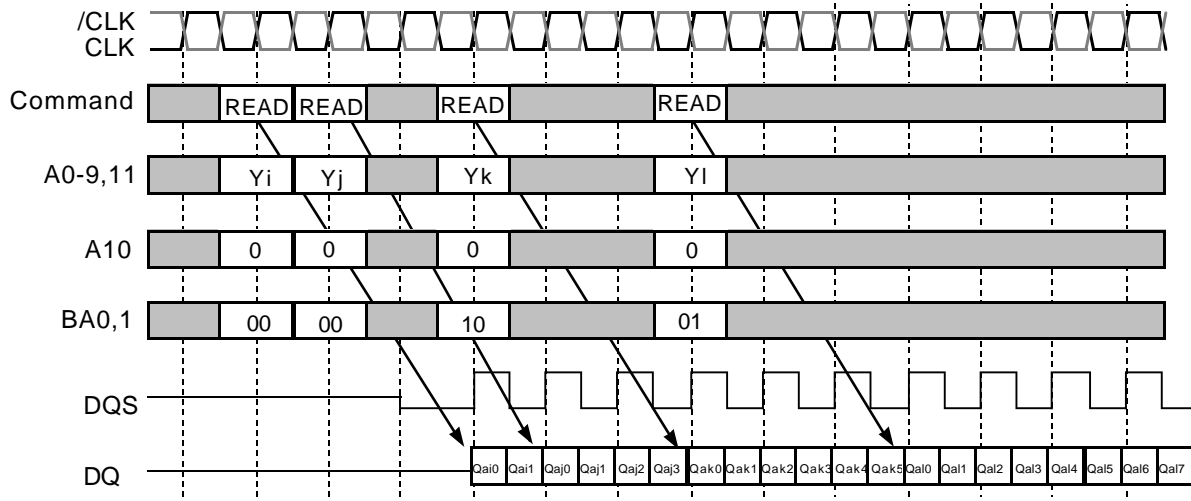 /CLK
CLK
Command READ READ READ READ
A0-9,11 Yi Yj Yk Yl
A10 0 0 0 0
BA0,1 00 00 10 01
DQS
DQ Qai0 Qai1 Qaj0 Qaj1 Qaj2 Qaj3 Qak0 Qak1 Qak2 Qak3 Qak4 Qak5 Qal0 Qal1 Qal2 Qal3 Qal4 Qal5 Qal6 Qal7